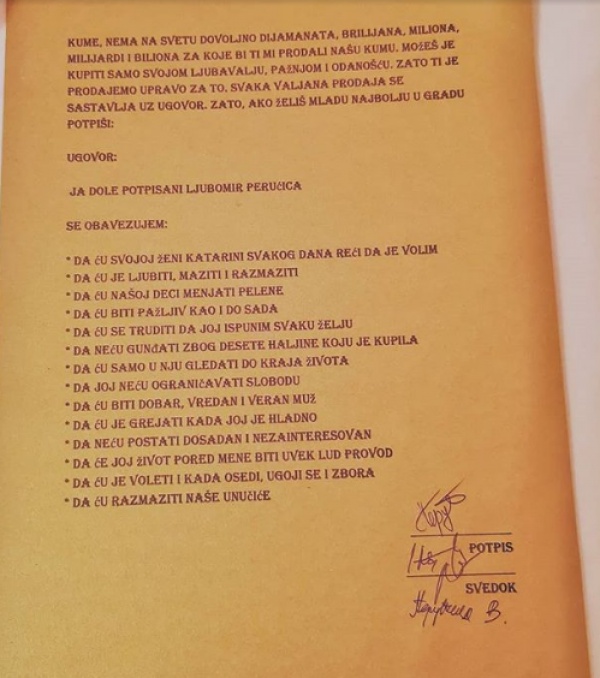 KUME, NEMA NA SVETU DOVOLJNO DIJAMANATA, BRILIJANA, MILIONA,
MILIJARDI I BILIONA ZA KOJE BI TI MI PRODALI NAŠU KUMU. MOŽEŠ JE
KUPITI SAMO SVOJOM LJUBAVALJU, PAŽNJOM I ODANOŠĆU. ZATO TI JE
PRODAJEMO UPRAVO ZA TO. SVAKA VALJANA PRODAJA SE
SASTAVLJA UZ UGOVOR. ZATO, AKO ŽELIŠ MLADU NAJBOLJU U GRADU
POTPIŠI:
UGOVOR:
JA DOLE POTPISANI LJUBOMIR PERUČICA
SE OBAVEZUJEM:
* DA ĆU SVOJOJ ŽENI KATARINI SVAKOG DANA REĆI DA JE VOLIM
* DA ĆU JE LJUBITI, MAZITI I RAZMAZITI
* DA ĆU NAŠOJ DECI MENJATI PELENE
* DA ĆU BITI PAŽLJIV KAO I DO SADA
* DA ĆU SE TRUDITI DA JOJ ISPUNIM SVAKU ŽELJU
* DA NEĆU GUNĐATI ZBOG DESETE HALJINE KOJU JE KUPILA
* DA ĆU SAMO U NJU GLEDATI DO KRAJA ŽIVOTA
* DA JOJ NEĆU OGRANIČAVATI SLOBODU
* DA ĆU BITI DOBAR, VREDAN I VERAN MUŽ
* DA ĆU JE GREJATI KADA JOJ JE HLADNO
* DA NEĆU POSTATI DOSADAN I NEZAINTERESOVAN
* DA ĆE JOJ ŽIVOT PORED MENE BITI UVEK LUD PROVOD
* DA ĆU JE VOLETI I KADA OSEDI, UGOJI SE I ZBORA
* DA ĆU RAZMAZITI NAŠE UNUČIĆE
POTPIS
SVEDOK
В.